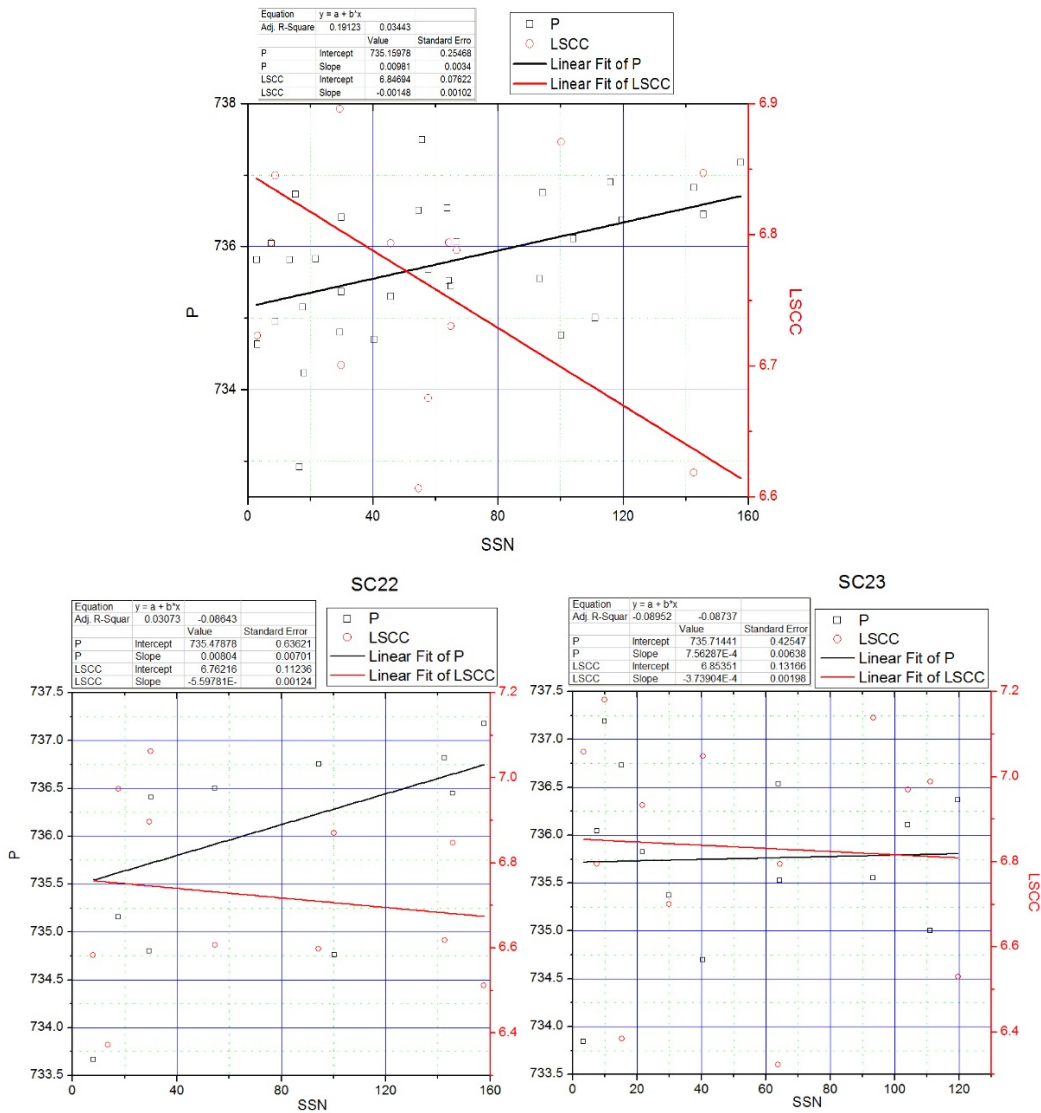 Equation y = a + b*x
Adj. R-Square 0.19123 0.03443
Value Standard Erro
P Intercept 735.15978 0.25468
P Slope 0.00981 0.0034
LSCC Intercept 6.84694 0.07622
LSCC Slope -0.00148 0.00102
P
LSCC
Linear Fit of P
Linear Fit of LSCC
738
736
734
P
6.9
6.8
6.7
6.6
LSCC
0 40 80 120 160
SSN
SC22
Equation y = a + b*x
Adj. R-Squar 0.03073 -0.08643
Value Standard Error
P Intercept 735.47878 0.63621
P Slope 0.00804 0.00701
LSCC Intercept 6.76216 0.11236
LSCC Slope -5.59781E- 0.00124
P
LSCC
Linear Fit of P
Linear Fit of LSCC
737.5
737.0
736.5
736.0
735.5
735.0
734.5
734.0
733.5
P
7.2
7.0
6.8
6.6
6.4
0 40 80 120 160
SSN
SC23
Equation y = a + b*x
Adj. R-Squar -0.08952 -0.08737
Value Standard Error
P Intercept 735.71441 0.42547
P Slope 7.56287E-4 0.00638
LSCC Intercept 6.85351 0.13166
LSCC Slope -3.73904E-4 0.00198
P
LSCC
Linear Fit of P
Linear Fit of LSCC
737.5
737.0
736.5
736.0
735.5
735.0
734.5
734.0
733.5
7.2
7.0
6.8
6.6
6.4
LSCC
0 20 40 60 80 100 120
SSN